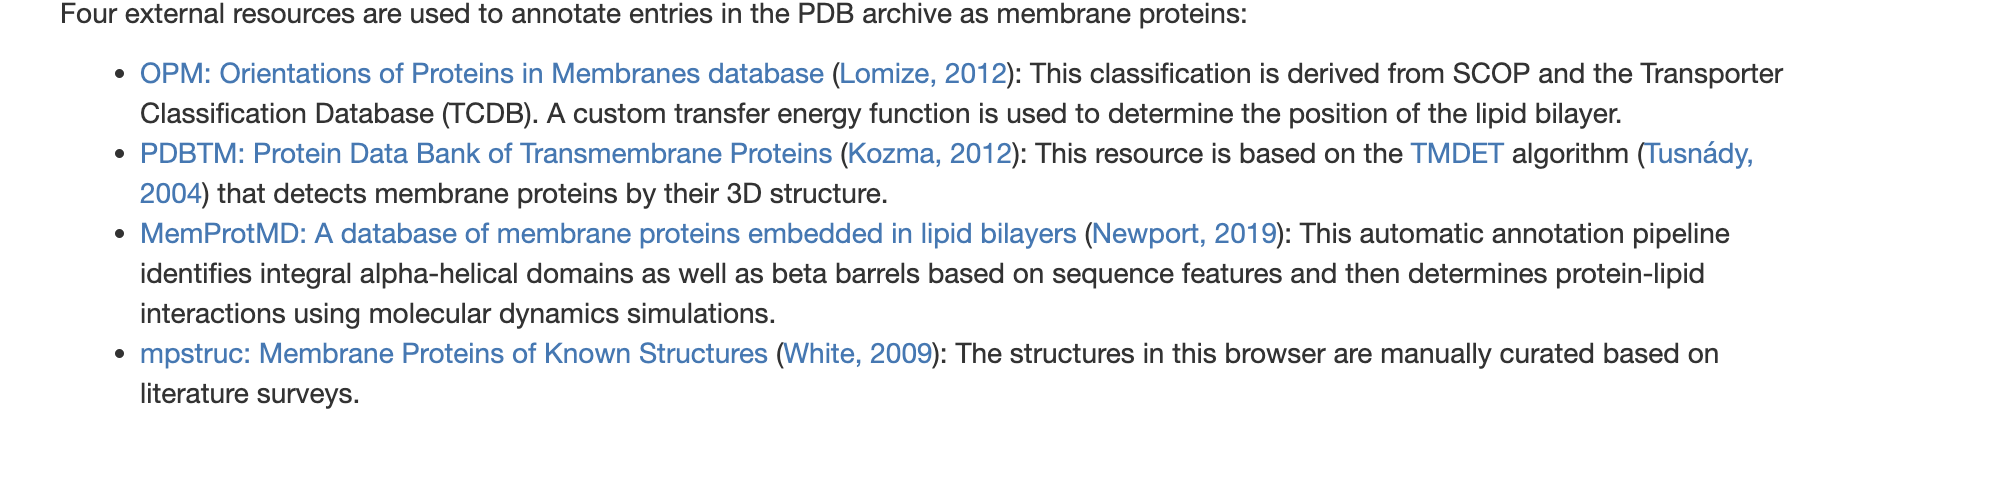 Four external resources are used to annotate entries in the PDB archive as membrane proteins:
• OPM: Orientations of Proteins in Membranes database (Lomize, 2012): This classification is derived from SCOP and the Transporter
Classification Database (TCDB). A custom transfer energy function is used to determine the position of the lipid bilayer.
• PDBTM: Protein Data Bank of Transmembrane Proteins (Kozma, 2012): This resource is based on the TMDET algorithm (Tusnády,
2004) that detects membrane proteins by their 3D structure.
• MemProtMD: A database of membrane proteins embedded in lipid bilayers (Newport, 2019): This automatic annotation pipeline
identifies integral alpha-helical domains as well as beta barrels based on sequence features and then determines protein-lipid
interactions using molecular dynamics simulations.
• mpstruc: Membrane Proteins of Known Structures (White, 2009): The structures in this browser are manually curated based on
literature surveys.